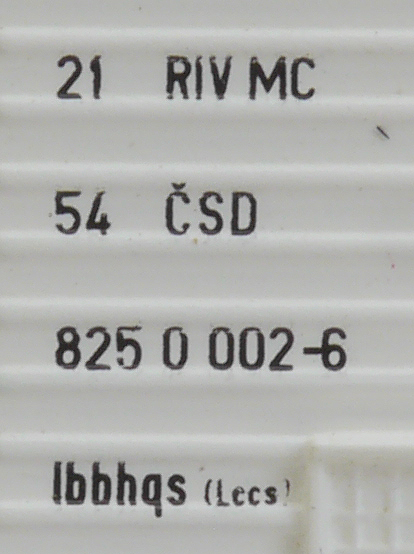 21 RIV MC
54 ČSD
825 0 002-6
Ibbhqs (Lecs)